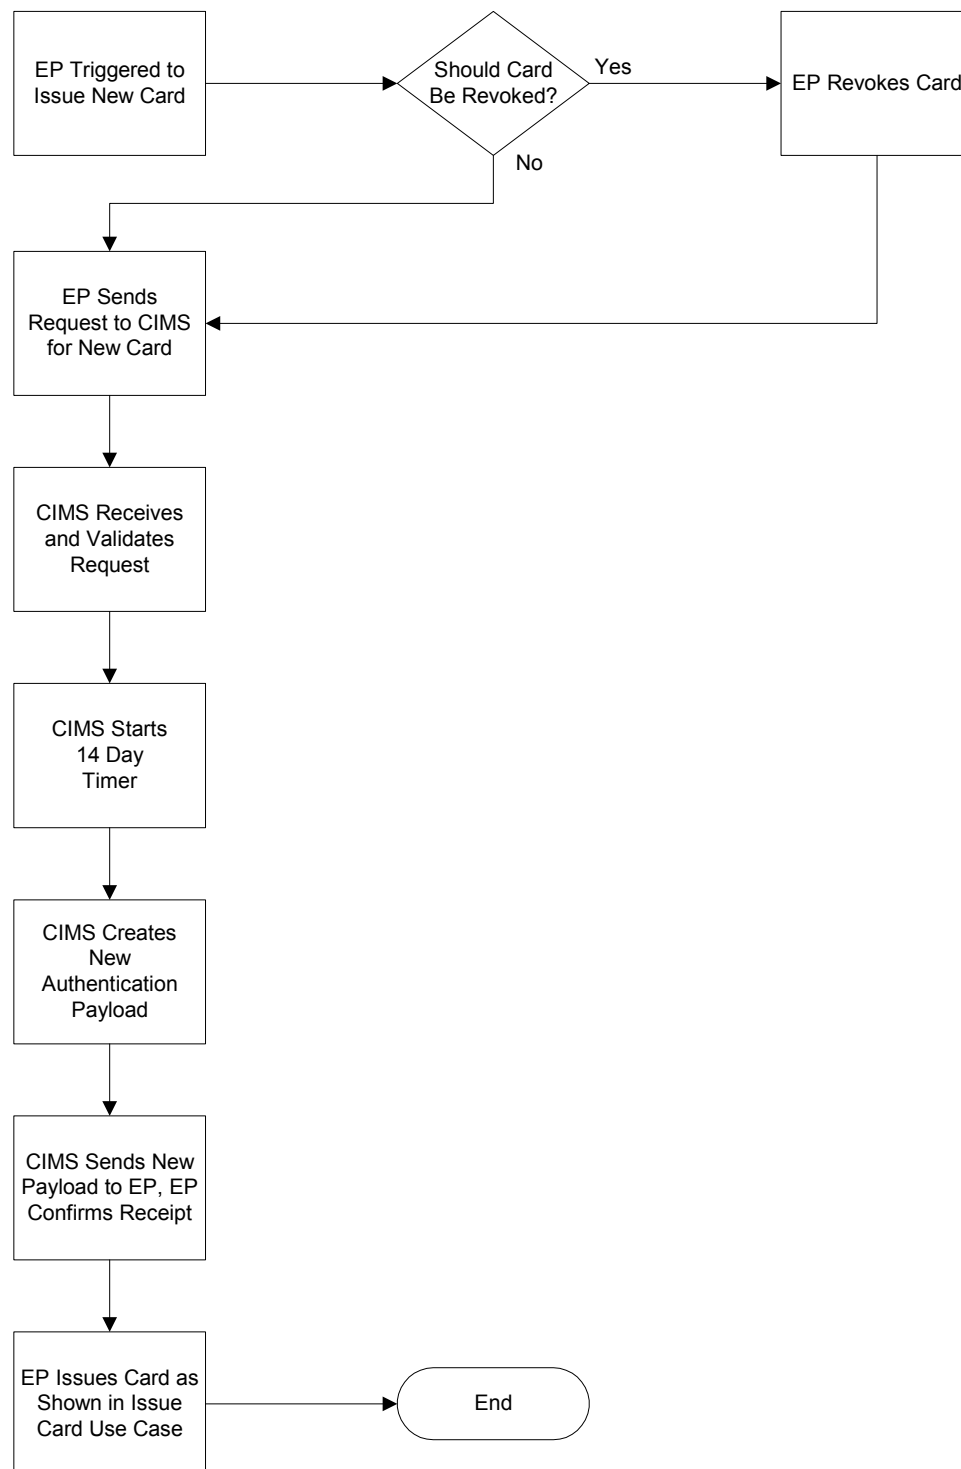 EP Triggered to
Issue New Card
Should Card
Be Revoked?
Yes
EP Revokes Card
No
EP Sends
Request to CIMS
for New Card
CIMS Receives
and Validates
Request
CIMS Starts
14 Day
Timer
CIMS Creates
New
Authentication
Payload
CIMS Sends New
Payload to EP, EP
Confirms Receipt
EP Issues Card as
Shown in Issue
Card Use Case
End